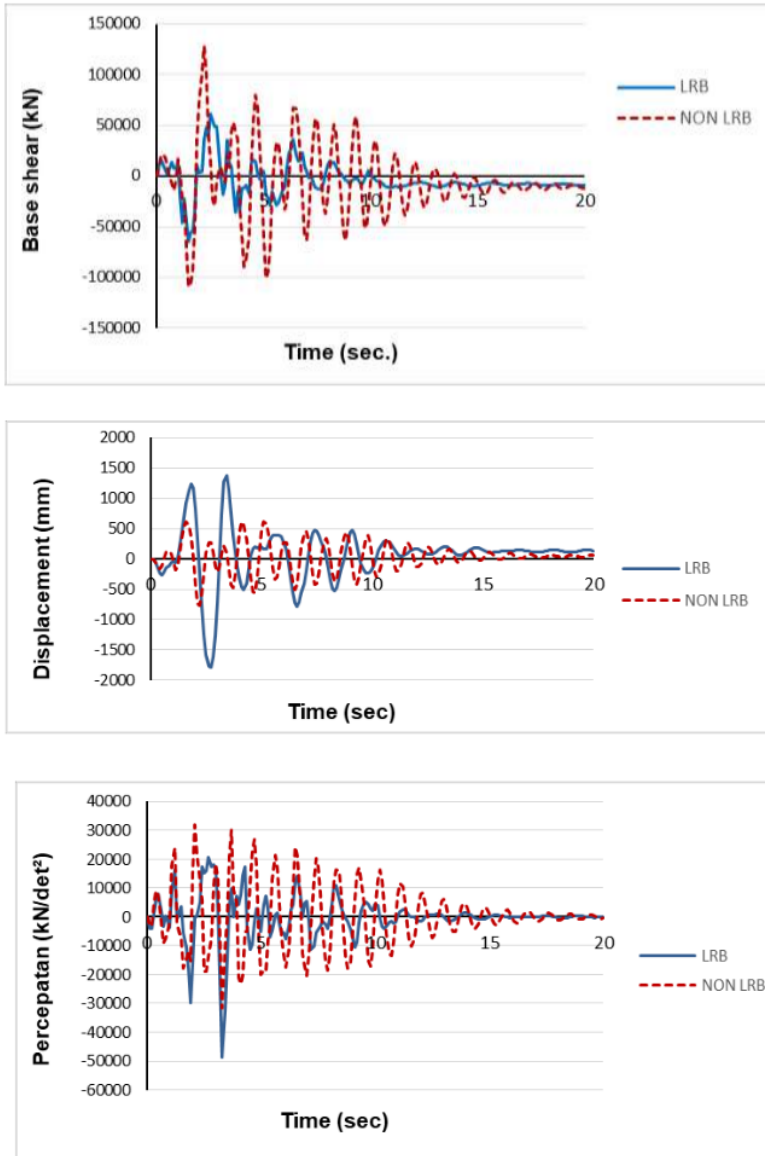 150000
100000
50000
0
-50000
-100000
-150000
Base shear (kN)
0 5 10 15 20
Time (sec.)
LRB
NON LRB
2000
1500
1000
500
0
-500
-1000
-1500
-2000
Displacement (mm)
0 5 10 15 20
Time (sec)
LRB
NON LRB
40000
30000
20000
10000
0
-10000
-20000
-30000
-40000
-50000
-60000
Percepatan (kN/det²)
0 5 10 15 20
Time (sec)
LRB
NON LRB